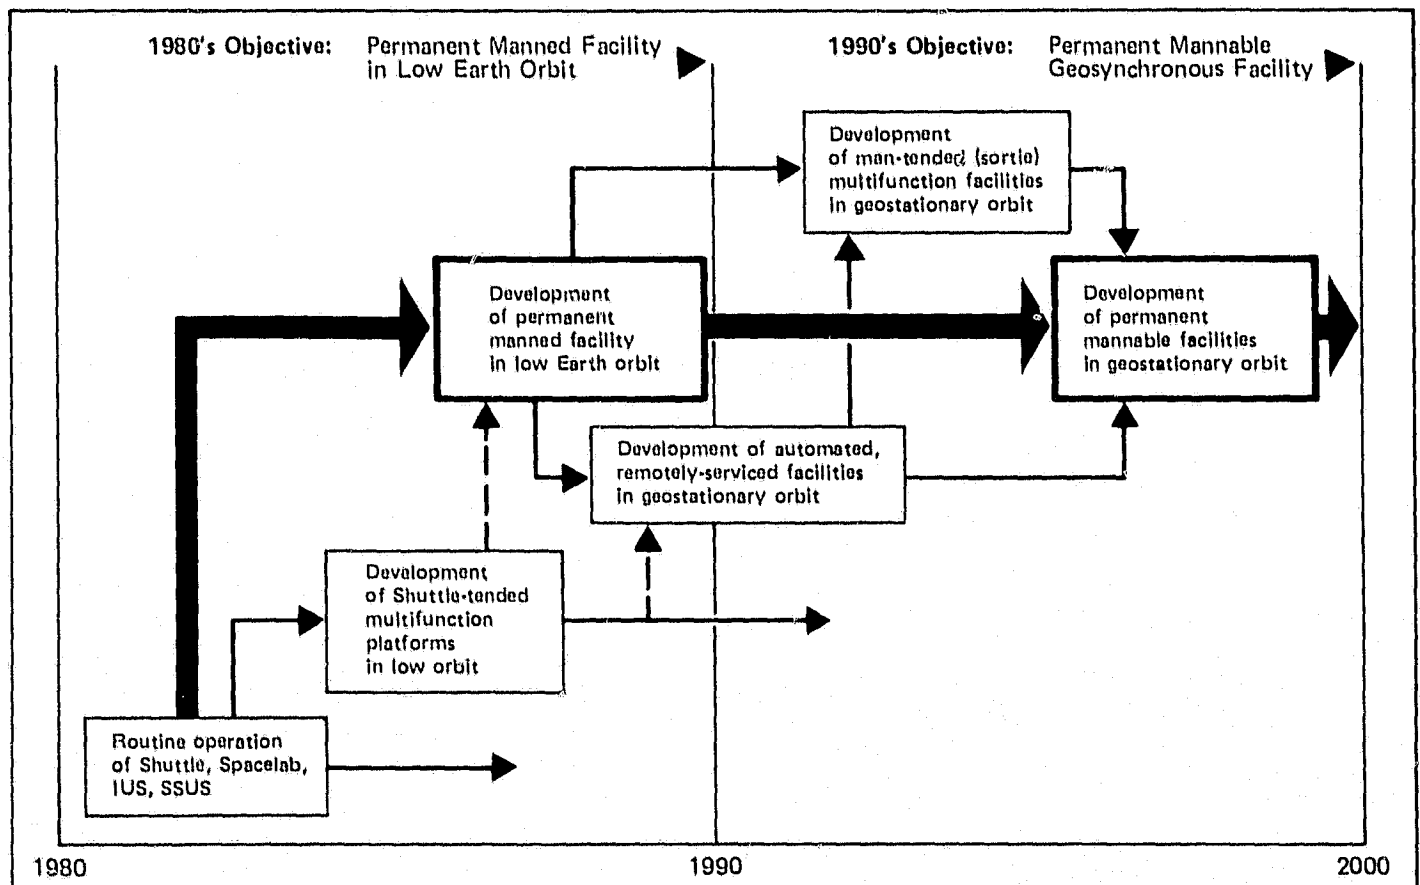 1980's Objective: Permanent Manned Facility
in Low Earth Orbit
1990's Objective: Permanent Mannable
Geosynchronous Facility
Development
of man-tended (sortie)
multifunction facilities
in geostationary orbit
Development
of permanent
manned facility
in low Earth orbit
Development
of permanent
mannable facilities
in geostationary orbit
Development of automated,
remotely-serviced facilities
in geostationary orbit
Development
of Shuttle-tended
multifunction
platforms
in low orbit
Routine operation
of Shuttle, Spacelab,
IUS, SSUS
1980
1990
2000